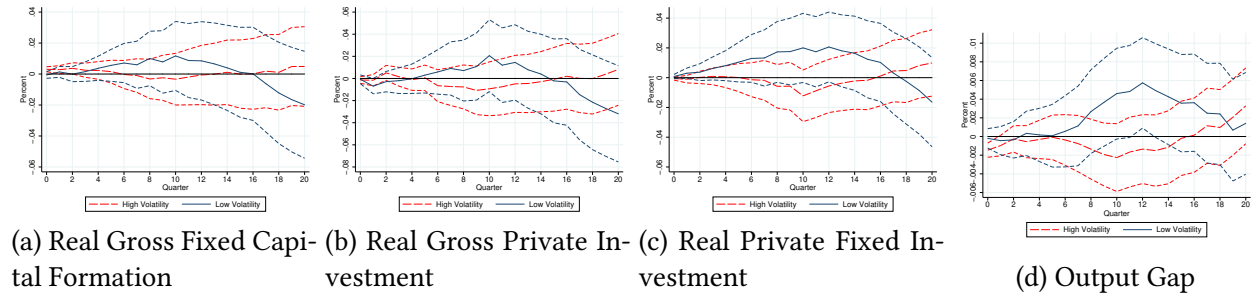 .04
.02
0
-.02
-.04
-.06
Percent
0 2 4 6 8 10 12 14 16 18 20
Quarter
High Volatility Low Volatility
.06
.04
.02
0
-.02
-.04
-.06
-.08
Percent
0 2 4 6 8 10 12 14 16 18 20
Quarter
High Volatility Low Volatility
.04
.02
0
-.02
-.04
-.06
Percent
0 2 4 6 8 10 12 14 16 18 20
Quarter
High Volatility Low Volatility
.01
.008
.006
.004
.002
0
-.002
-.004
-.006
Percent
0 2 4 6 8 10 12 14 16 18 20
Quarter
High Volatility Low Volatility
(a) Real Gross Fixed Capi-
tal Formation
(b) Real Gross Private In-
vestment
(c) Real Private Fixed In-
vestment
(d) Output Gap